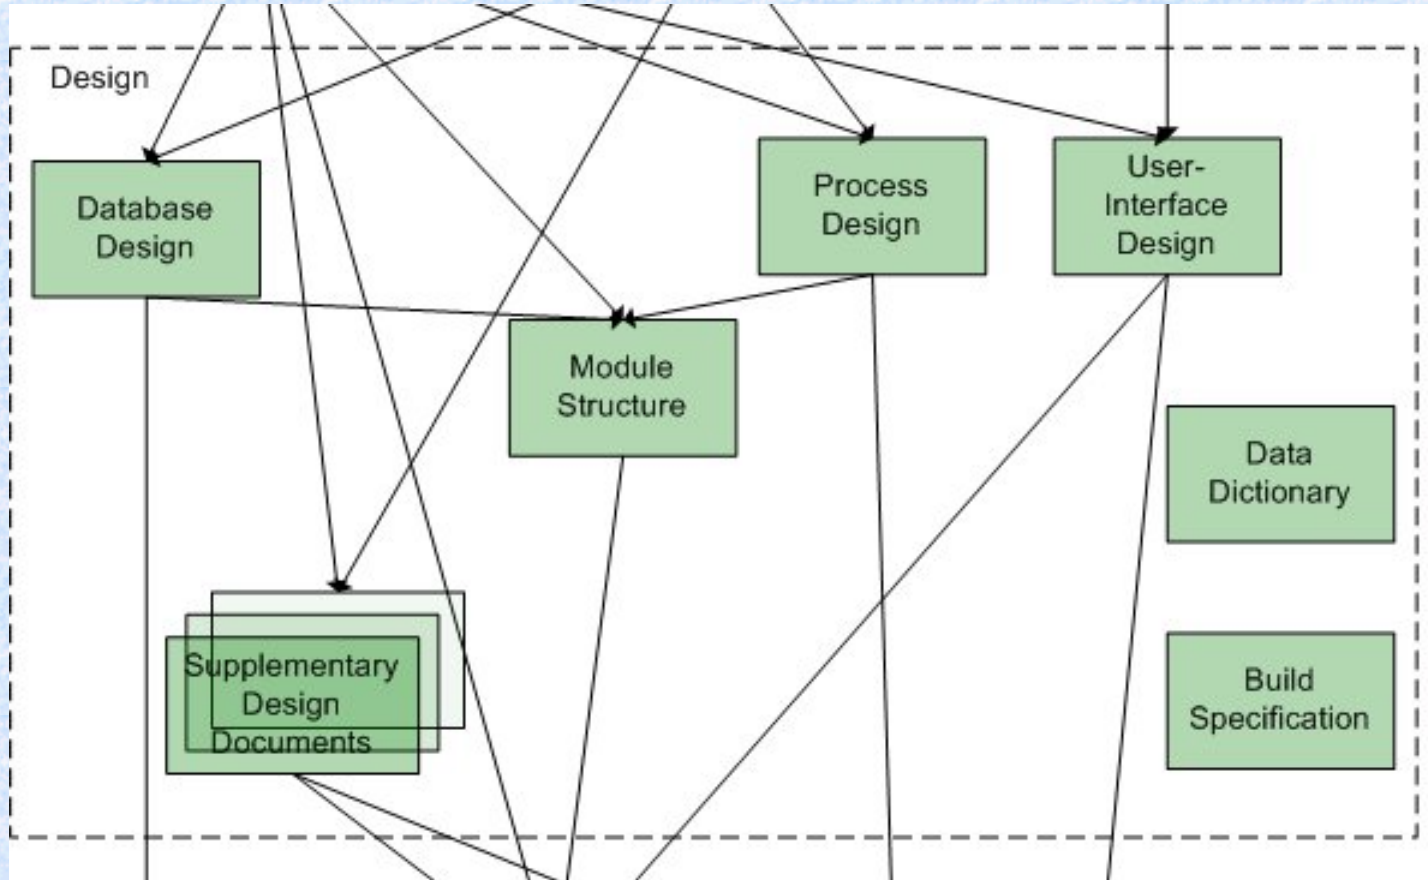 Design
Database
Design
Process
Design
User-
Interface
Design
Module
Structure
Data
Dictionary
Supplementary
Design
Documents
Build
Specification